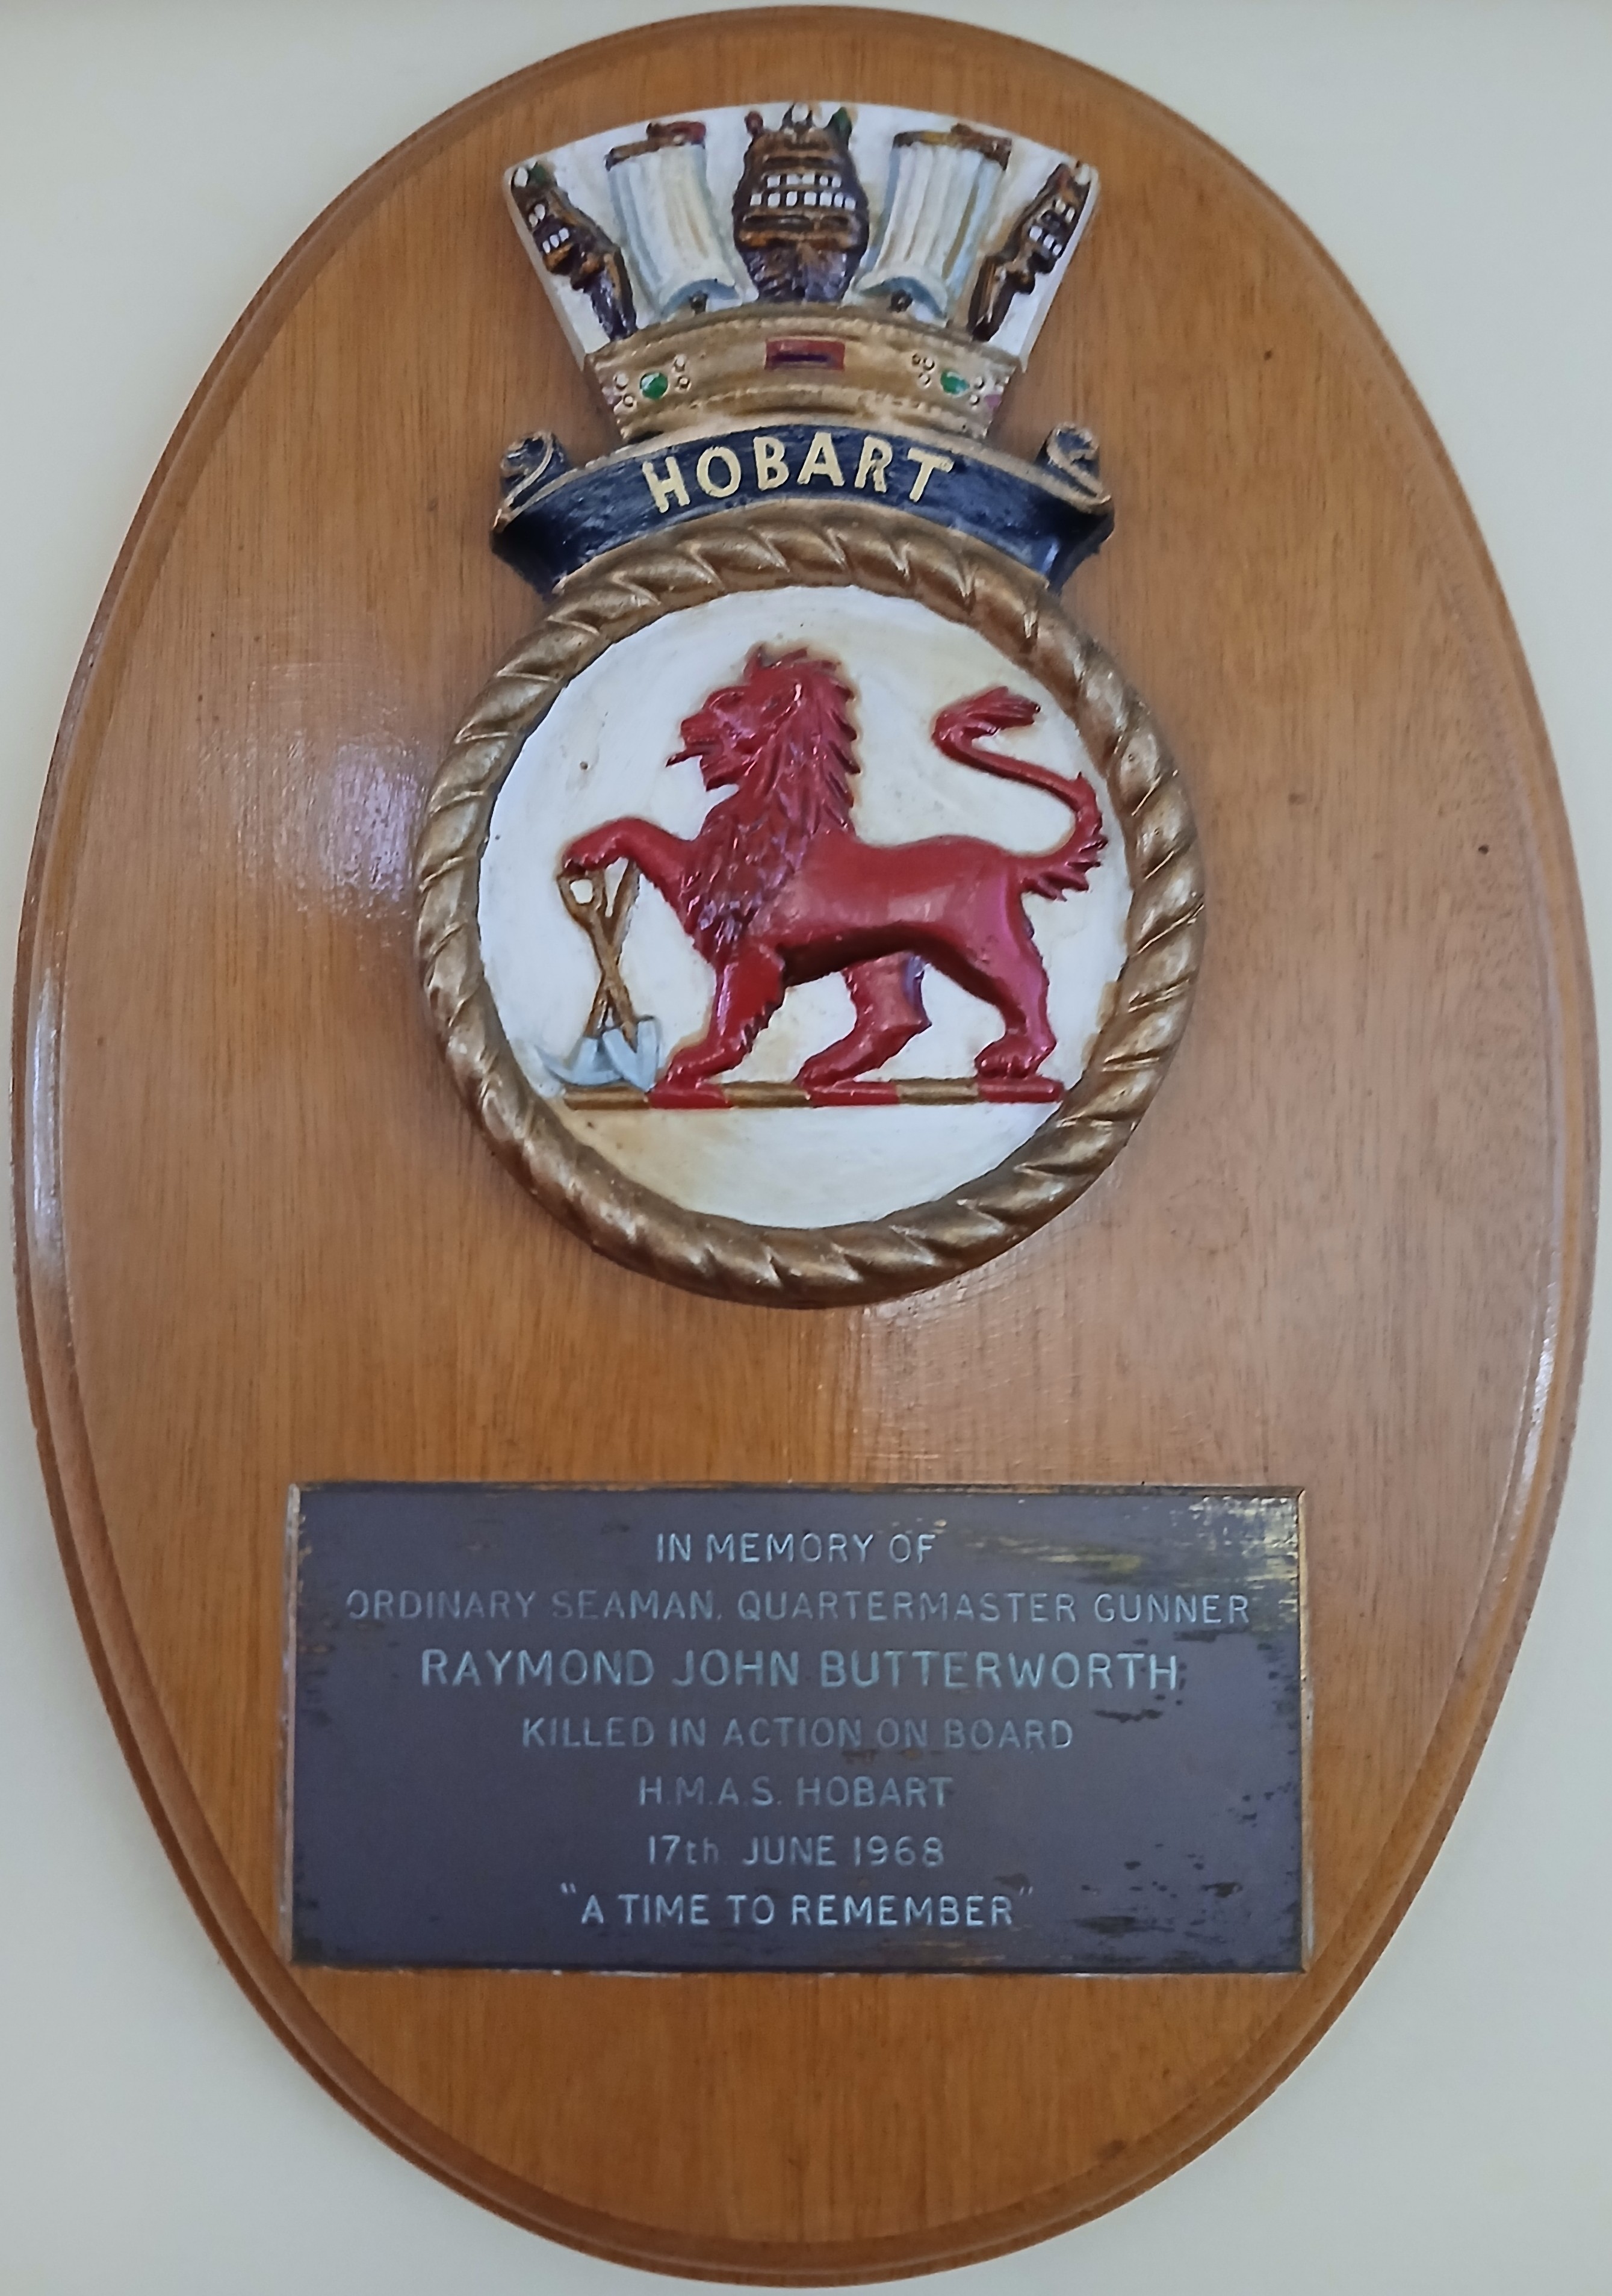 HOBART
IN MEMORY OF
ORDINARY SEAMAN. QUARTERMASTER GUNNER
RAYMOND JOHN BUTTERWORTH
KILLED IN ACTION ON BOARD
H.M.A.S. HOBART
17th JUNE 1968
"A TIME TO REMEMBER"